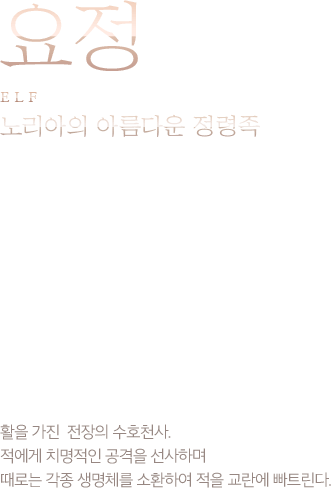 요정
ELF
노리아의 아름다운 정령족
활을 가진 전장의 수호천사.
적에게 치명적인 공격을 선사하며
때로는 각종 생명체를 소환하여 적을 교란에 빠트린다.